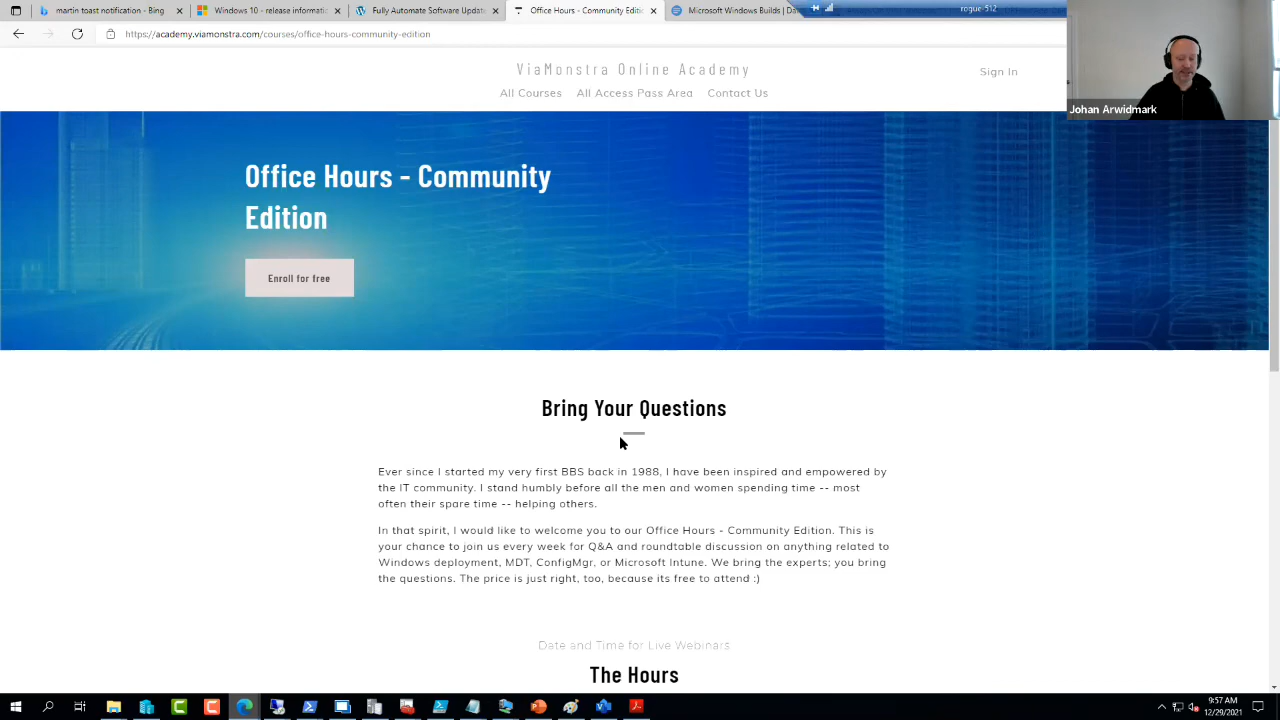 martin toast notification - Bing
Windows 10 - release informati
Fully Automate Software Update
Office Hours - Community Editi
Microsoft Windows Builds | Da
rogue-512
https://academy.viamonstra.com/courses/office-hours-community-edition
ViaMonstra Online Academy
Sign In
All Courses
All Access Pass Area
Contact Us
Johan Arwidmark
Office Hours - Community
Edition
Enroll for free
Bring Your Questions
Ever since I started my very first BBS back in 1988, I have been inspired and empowered by
the IT community. I stand humbly before all the men and women spending time -- most
often their spare time -- helping others.
In that spirit, I would like to welcome you to our Office Hours - Community Edition. This is
your chance to join us every week for Q&A and roundtable discussion on anything related to
Windows deployment, MDT, ConfigMgr, or Microsoft Intune. We bring the experts; you bring
the questions. The price is just right, too, because its free to attend :)
Date and Time for Live Webinars
The Hours
9:57 AM
12/29/2021